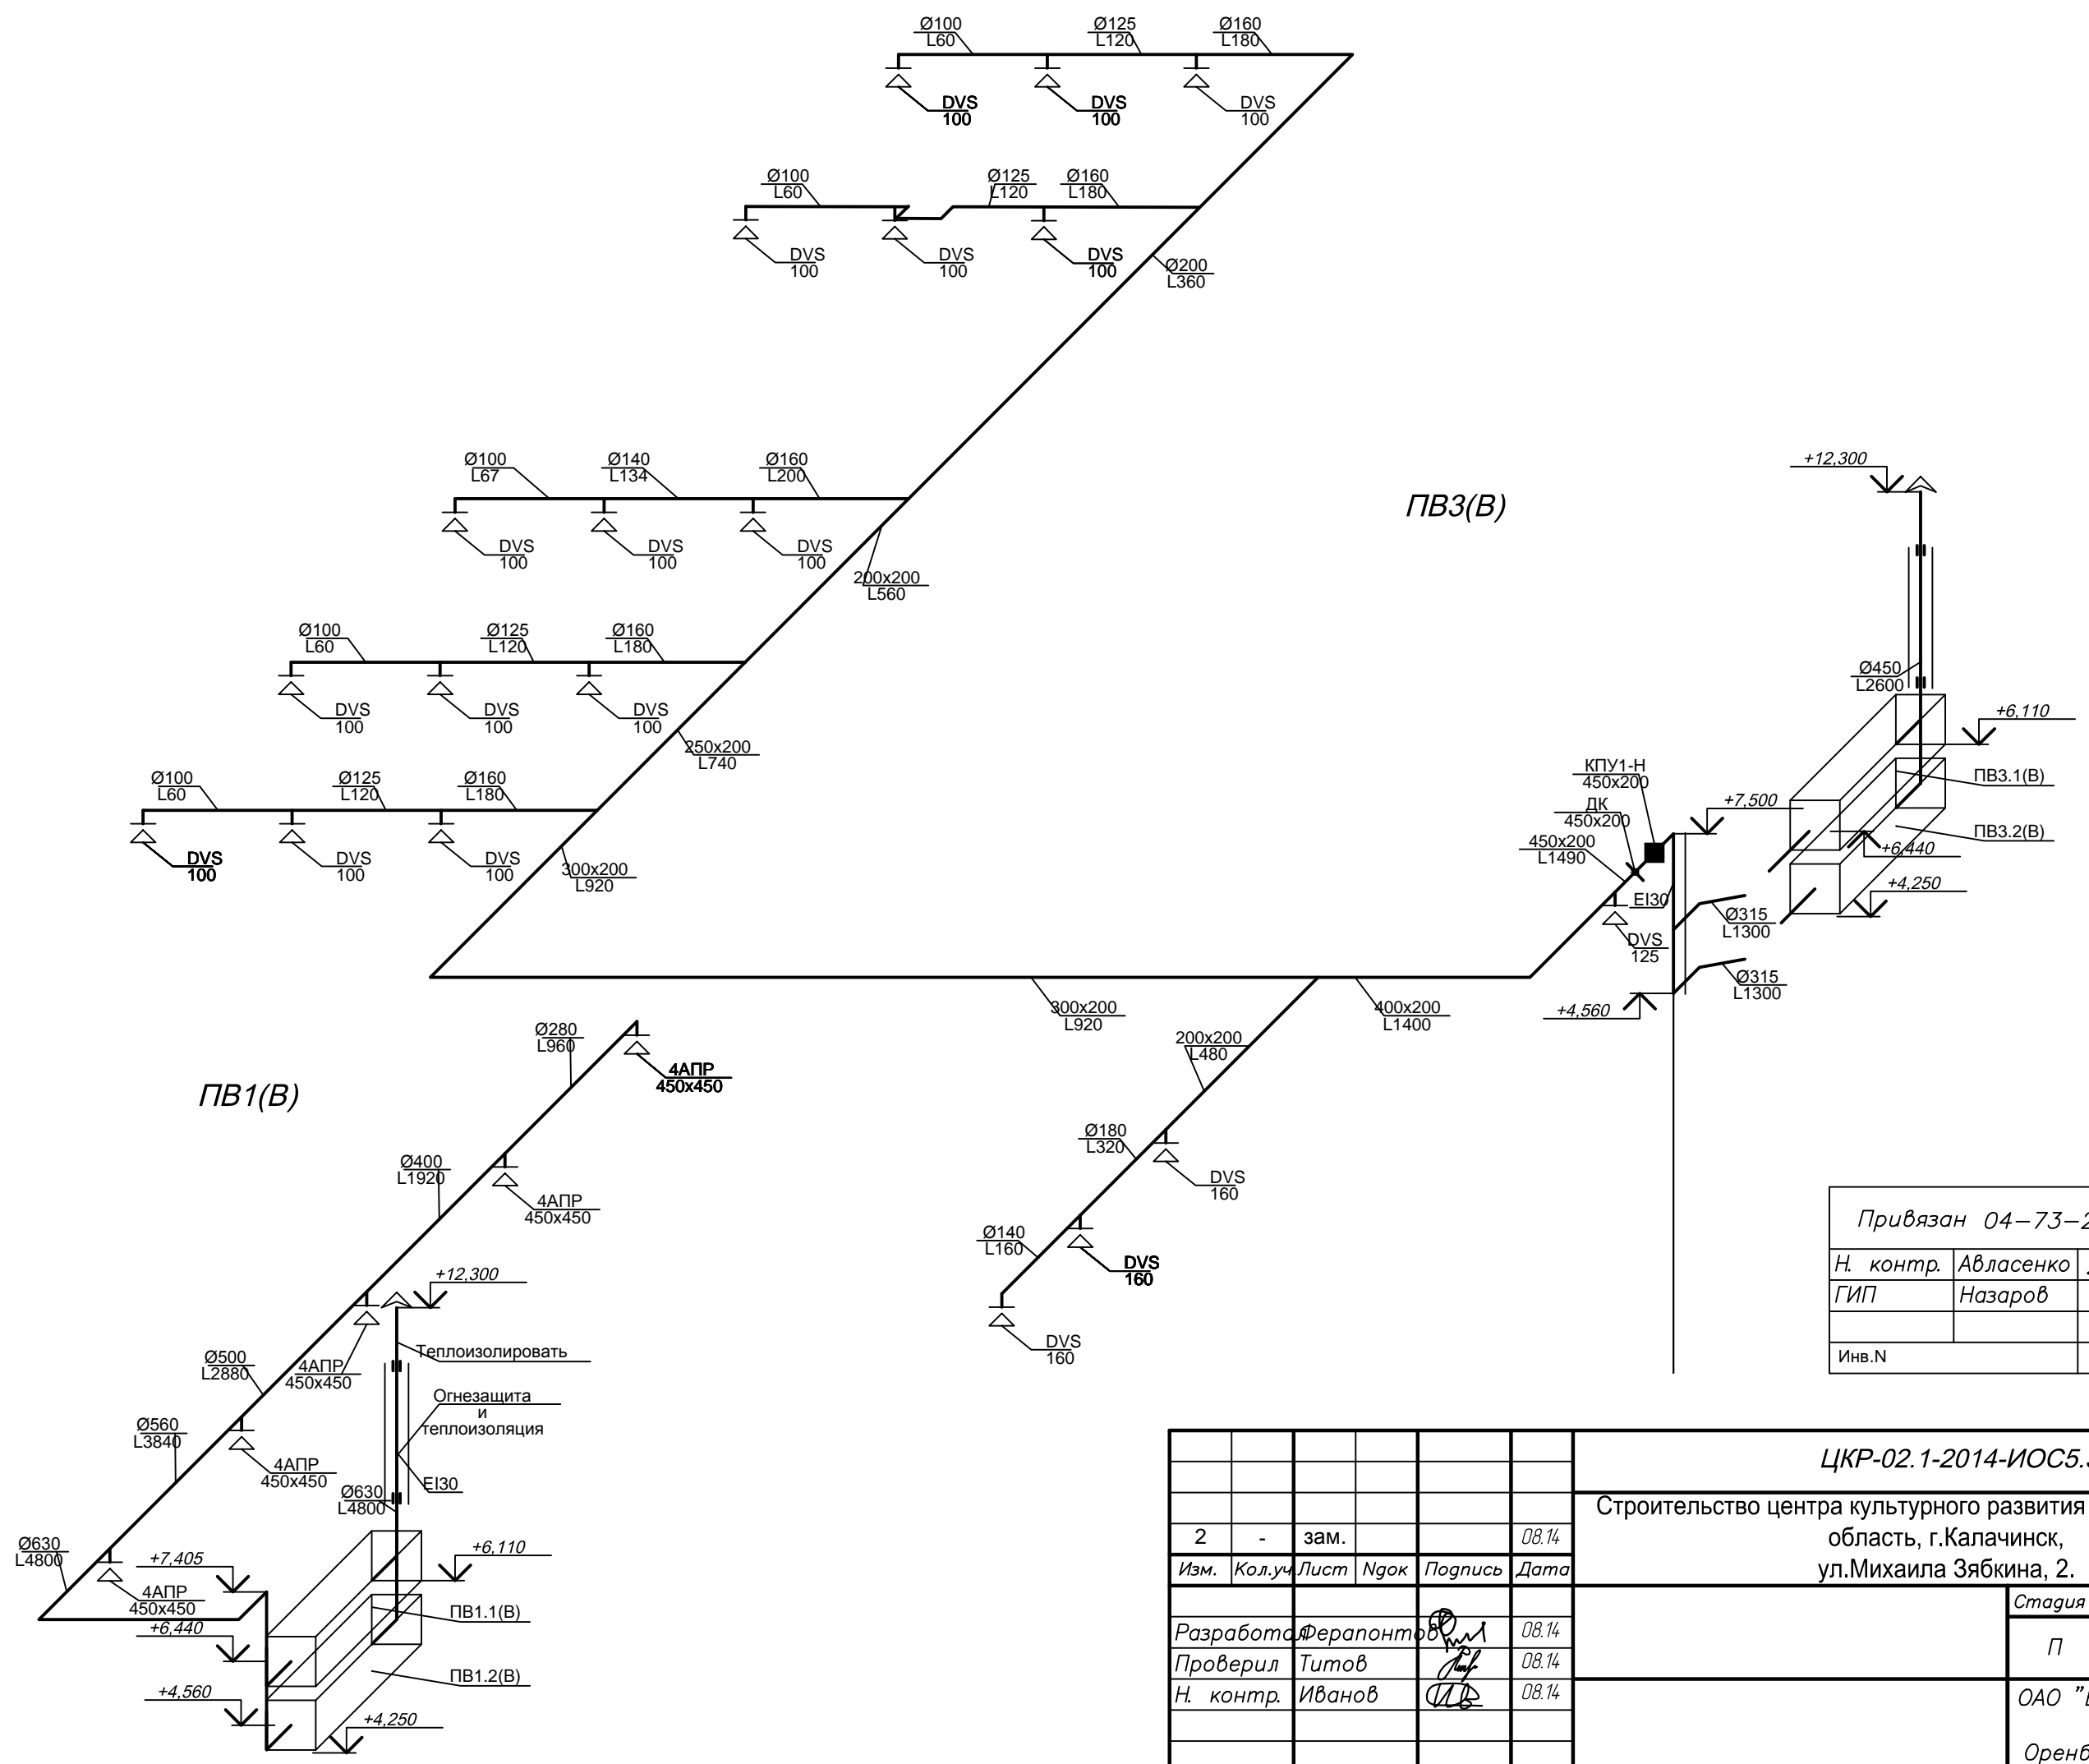 Ø100
L60
Ø125
L120
Ø160
L180
DVS
100
DVS
100
DVS
100
Ø100
L60
Ø125
L120
Ø160
L180
DVS
100
DVS
100
DVS
100
Ø200
L360
Ø100
L67
Ø140
L134
Ø160
L200
DVS
100
DVS
100
DVS
100
200x200
L560
ПВ3(В)
+12,300
Ø450
L2600
+6,110
ПВ3.1(В)
ПВ3.2(В)
+6,440
+4,250
Ø100
L60
Ø125
L120
Ø160
L180
DVS
100
DVS
100
DVS
100
250x200
L740
Ø100
L60
Ø125
L120
Ø160
L180
DVS
100
DVS
100
DVS
100
300x200
L920
КПУ1-Н
450x200
ДК
450x200
450x200
L1490
+7,500
EI30
DVS
125
Ø315
L1300
Ø315
L1300
+4,560
300x200
L920
400x200
L1400
200x200
L480
Ø180
L320
DVS
160
Ø140
L160
DVS
160
DVS
160
ПВ1(В)
Ø280
L960
4АПР
450x450
Ø400
L1920
4АПР
450x450
+12,300
Теплоизолировать
Ø500
L2880
4АПР
450x450
Огнезащита
и
теплоизоляция
Ø560
L3840
4АПР
450x450
EI30
Ø630
L4800
Ø630
L4800
+7,405
+6,110
4АПР
450x450
+6,440
ПВ1.1(В)
ПВ1.2(В)
+4,560
+4,250
Привязан 04-73-2
Н. контр. Авласенко
ГИП Назаров
Инв.N
ЦКР-02.1-2014-ИОС5.
Строительство центра культурного развития
область, г.Калачинск,
ул.Михаила Зябкина, 2.
2 - зам. 08.14
Изм. Кол.уч Лист Nдок Подпись Дата
Стадия
П
Разработал Ферапонтов 08.14
Проверил Титов 08.14
Н. контр. Иванов 08.14
ОАО "
Оренб